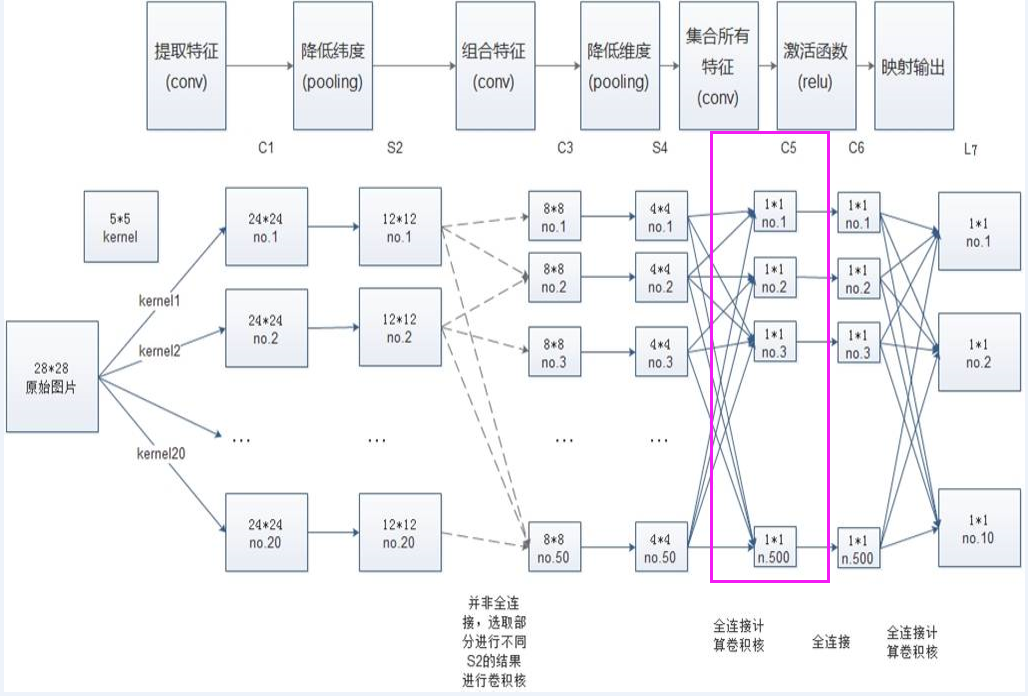 提取特征
(conv)
降低纬度
(pooling)
组合特征
(conv)
降低维度
(pooling)
集合所有
特征
(conv)
激活函数
(relu)
映射输出
C1
S2
C3
S4
C5
C6
L7
5*5
kernel
28*28
原始图片
kernel1
kernel2
kernel20
24*24
no.1
24*24
no.2
...
24*24
no.20
12*12
no.1
12*12
no.2
...
12*12
no.20
8*8
no.1
8*8
no.2
8*8
no.3
...
8*8
no.50
4*4
no.1
4*4
no.2
4*4
no.3
...
4*4
no.50
1*1
no.1
1*1
no.2
1*1
no.3
1*1
n.500
1*1
no.1
1*1
no.2
1*1
no.3
1*1
n.500
1*1
no.1
1*1
no.2
1*1
no.10
并非全连
接，选取部
分进行不同
S2的结果
进行卷积核
全连接计
算卷积核
全连接
全连接计
算卷积核